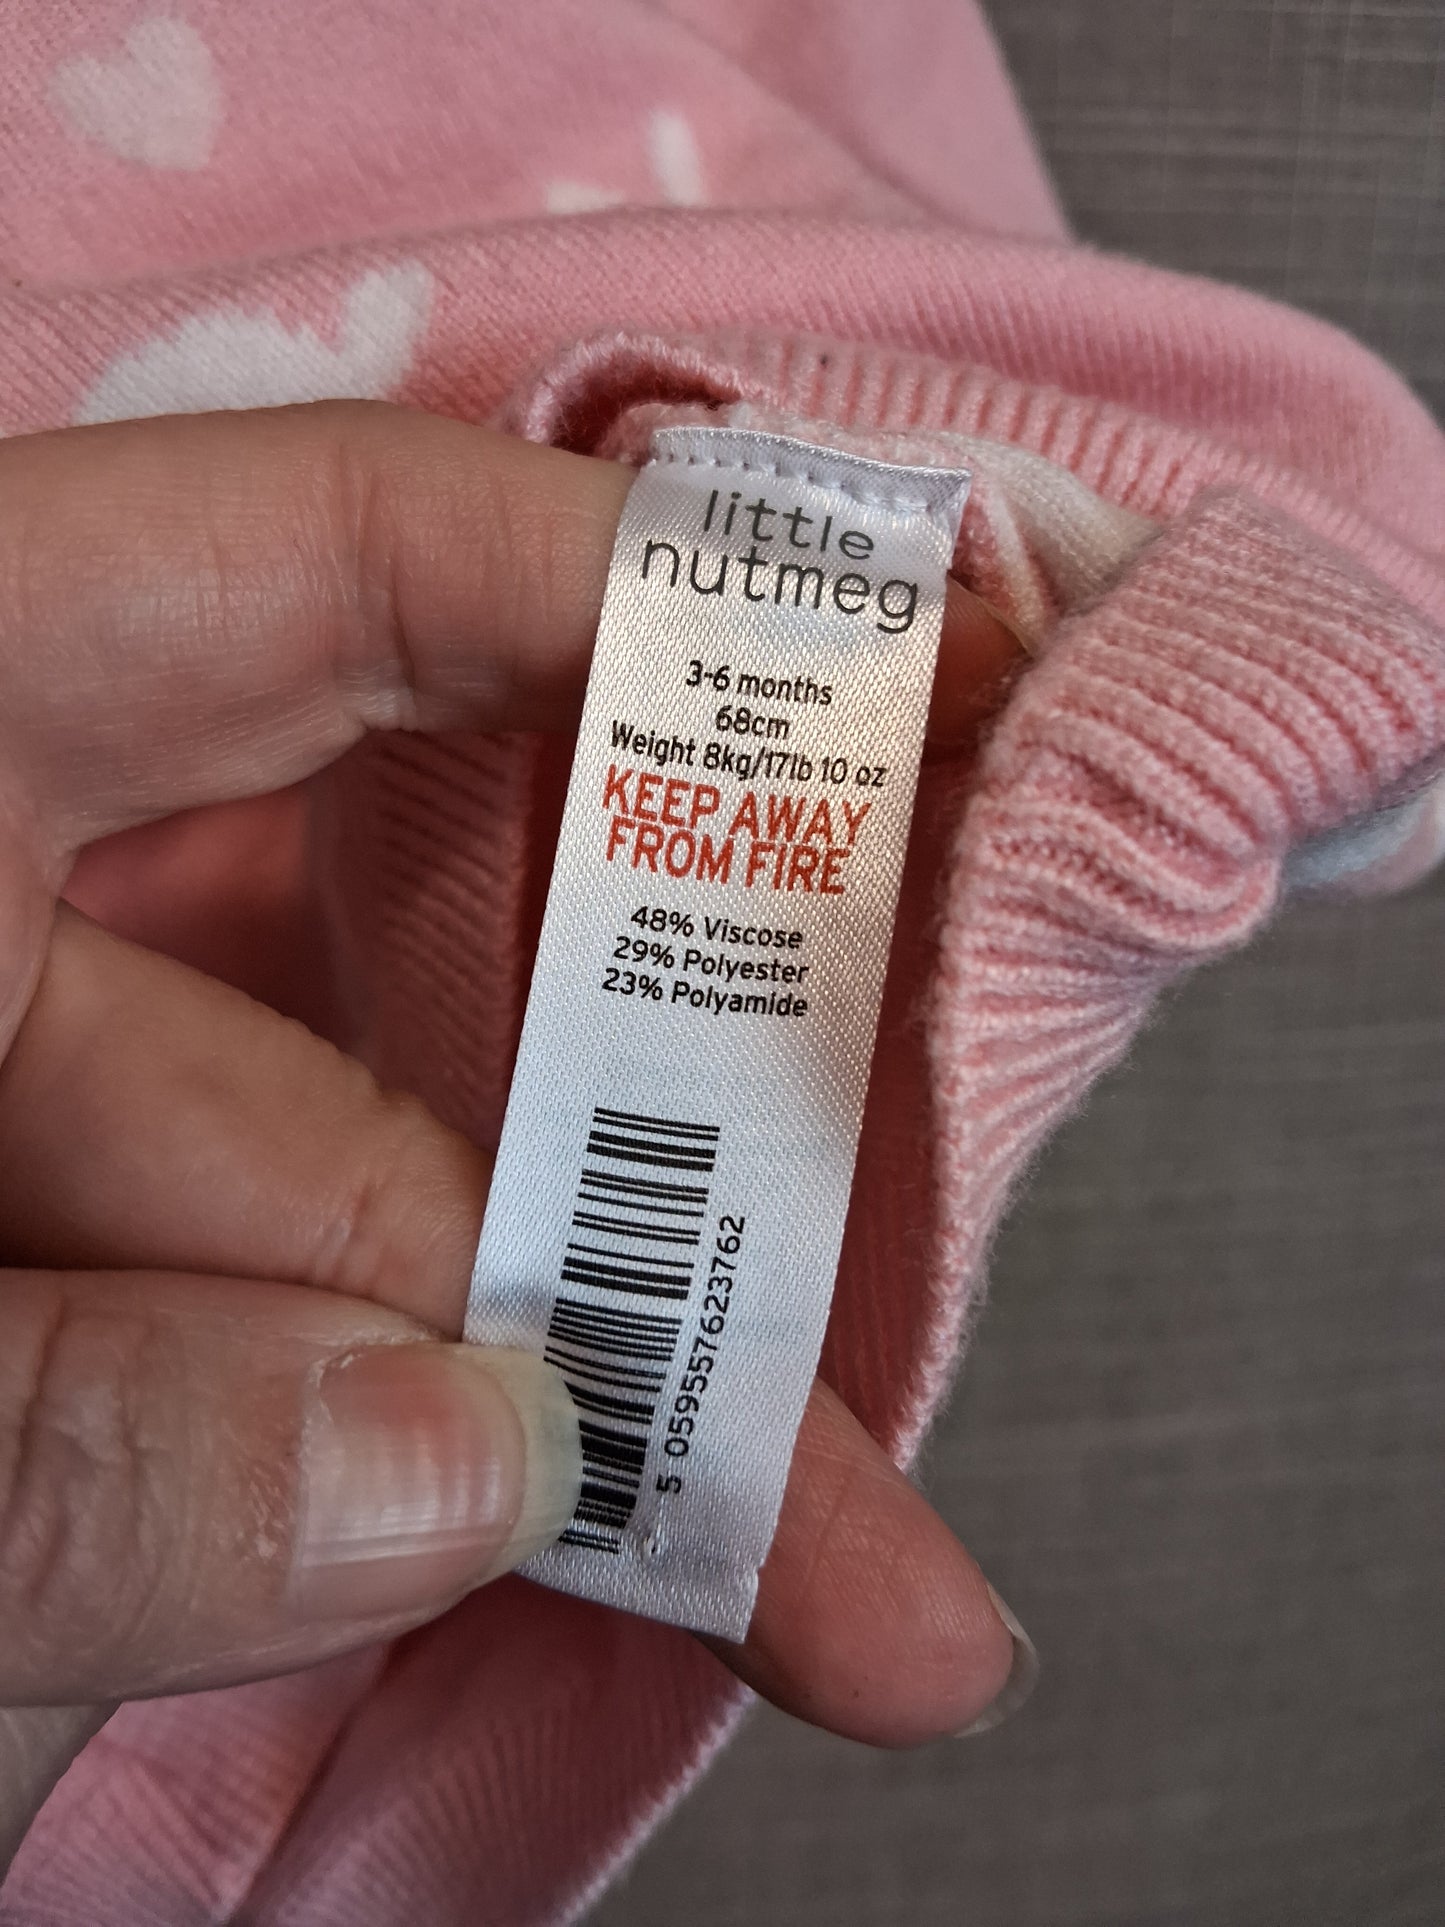 little
nutmeg
3-6 months
68cm
Weight 8kg/17lb 10 oz
KEEP AWAY
FROM FIRE
48% Viscose
29% Polyester
23% Polyamide
5 059557623762